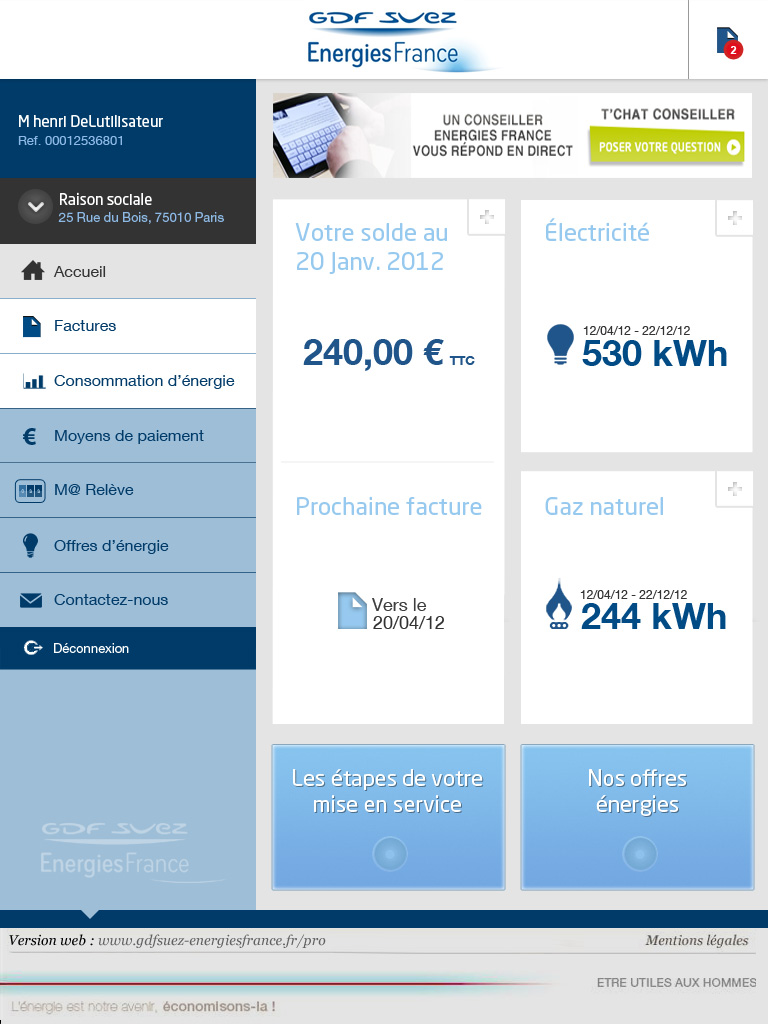 GDF SUEZ
Energies France
2
M henri DeLutilisateur
Ref. 00012536801
Raison sociale
25 Rue du Bois, 75010 Paris
Accueil
Factures
Consommation d'énergie
€ Moyens de paiement
M@ Relève
Offres d'énergie
Contactez-nous
Déconnexion
GDF SUEZ
Energies France
UN CONSEILLER
ENERGIES FRANCE
VOUS RÉPOND EN DIRECT
T'CHAT CONSEILLER
POSER VOTRE QUESTION
Votre solde au
20 Janv. 2012
240,00 € TTC
Prochaine facture
Vers le
20/04/12
Électricité
12/04/12 - 22/12/12
530 kWh
Gaz naturel
12/04/12 - 22/12/12
244 kWh
Les étapes de votre
mise en service
Nos offres
énergies
Version web : www.gdfsuez-energiesfrance.fr/pro
Mentions légales
ETRE UTILES AUX HOMMES
L'énergie est notre avenir, économisons-la !